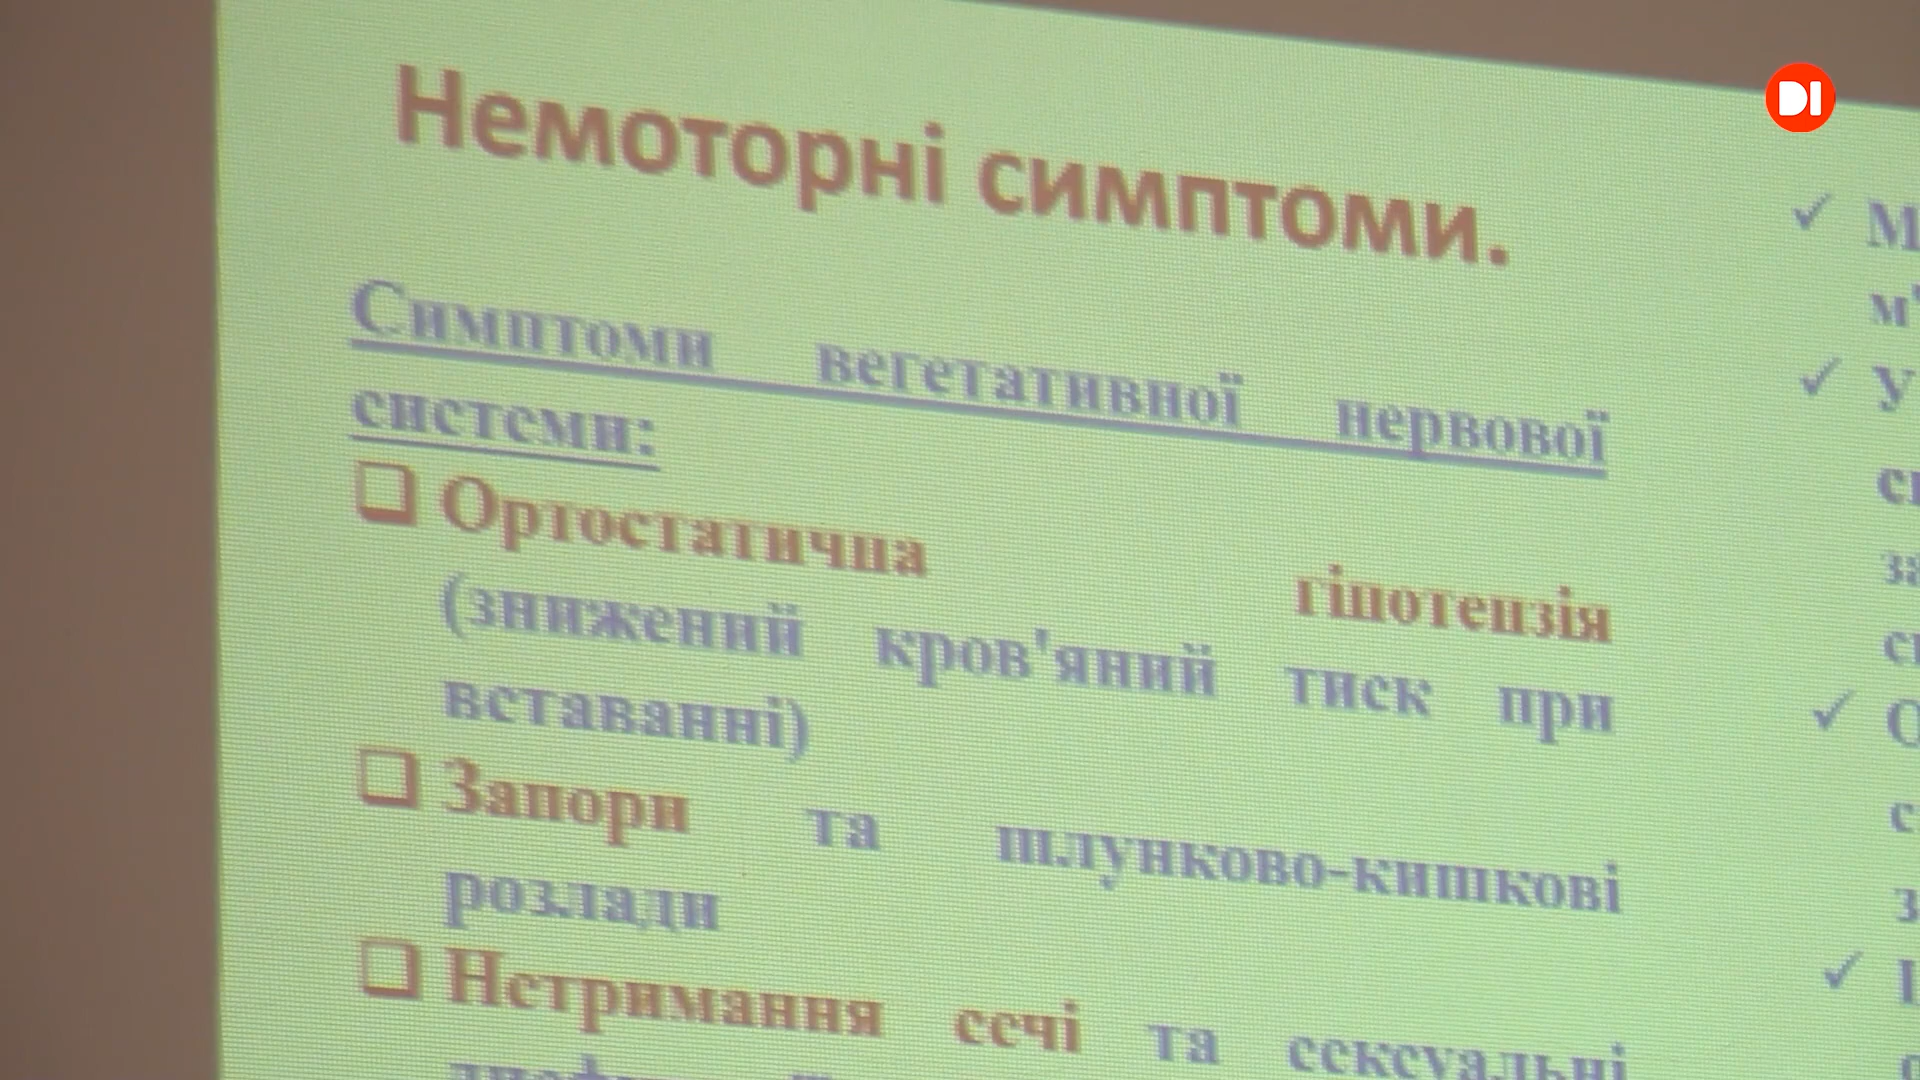 Немоторні симптоми.
Симптоми вегетативної нервової
системи:
Ортостатична гіпотензія
(знижений кров'яний тиск при
вставанні)
Запори та шлунково-кишкові
розлади
Нетримання сечі та сексуальні
DI